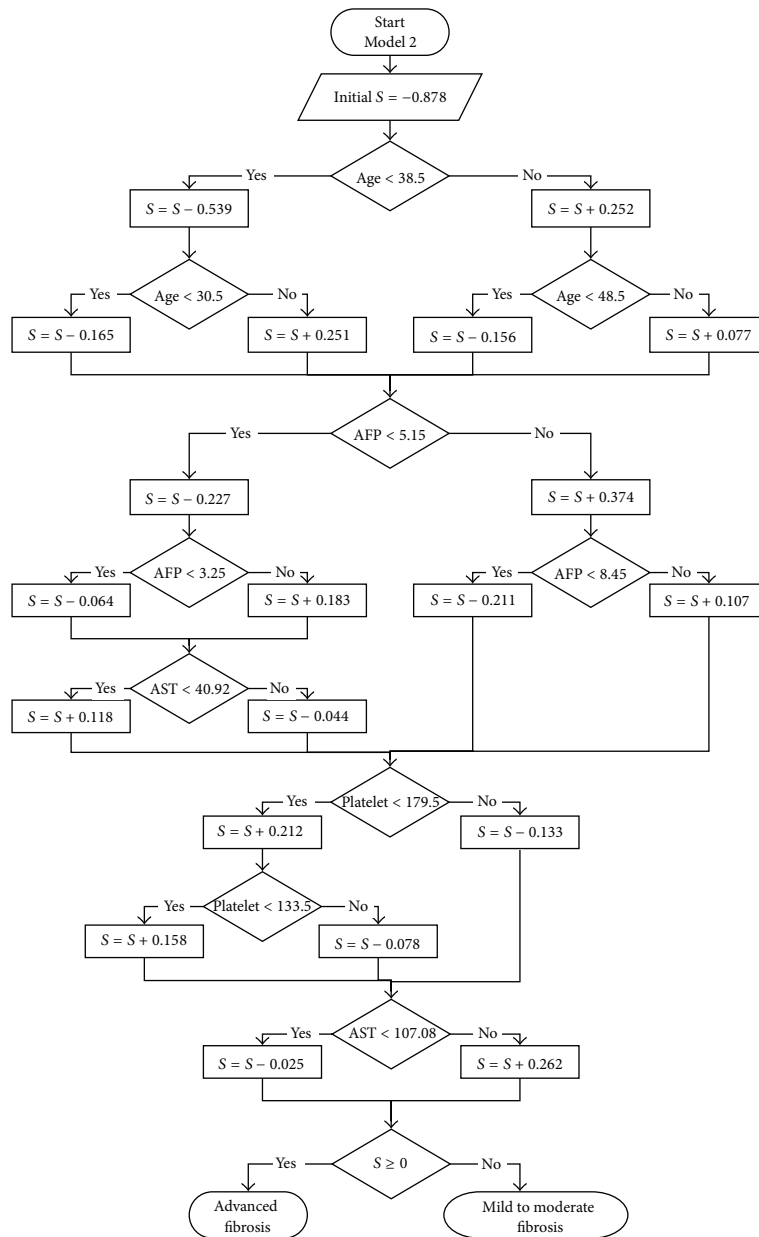 Start
Model 2
Initial S = −0.878
Age < 38.5
Yes
No
S = S − 0.539
S = S + 0.252
Age < 30.5
Yes
No
Age < 48.5
Yes
No
S = S − 0.165
S = S + 0.251
S = S − 0.156
S = S + 0.077
AFP < 5.15
Yes
No
S = S − 0.227
S = S + 0.374
AFP < 3.25
Yes
No
AFP < 8.45
Yes
No
S = S − 0.064
S = S + 0.183
S = S − 0.211
S = S + 0.107
AST < 40.92
Yes
No
S = S + 0.118
S = S − 0.044
Platelet < 179.5
Yes
No
S = S + 0.212
S = S − 0.133
Platelet < 133.5
Yes
No
S = S + 0.158
S = S − 0.078
AST < 107.08
Yes
No
S = S − 0.025
S = S + 0.262
S ≥ 0
Yes
No
Advanced
fibrosis
Mild to moderate
fibrosis